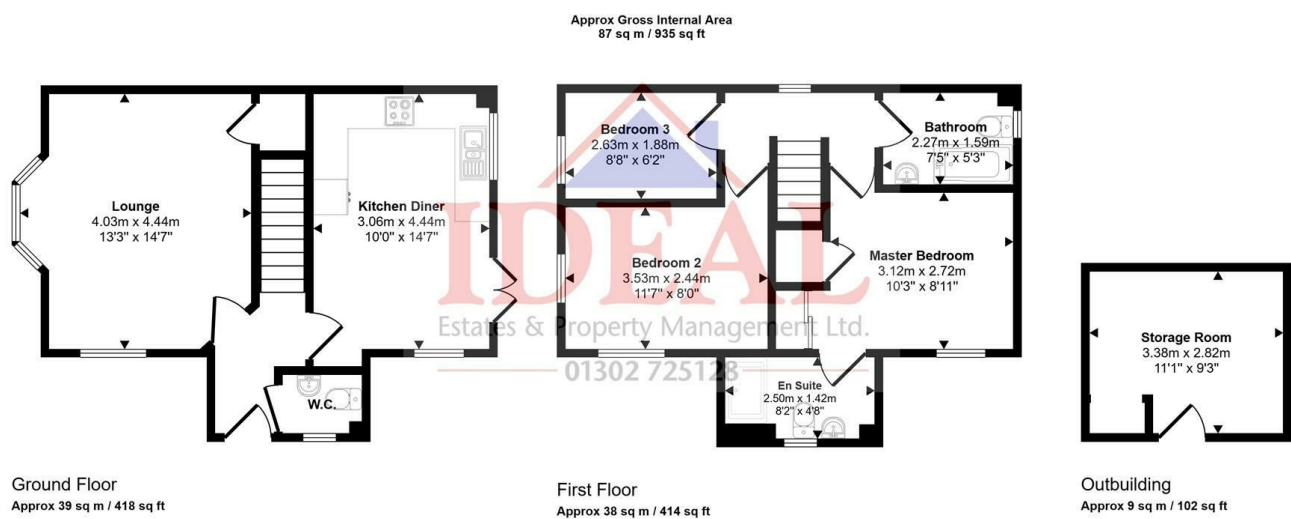 Approx Gross Internal Area
87 sq m / 935 sq ft
Lounge
4.03m x 4.44m
13'3" x 14'7"
Kitchen Diner
3.06m x 4.44m
10'0" x 14'7"
W.C.
Bedroom 3
2.63m x 1.88m
8'8" x 6'2"
Bathroom
2.27m x 1.59m
7'5" x 5'3"
Bedroom 2
3.53m x 2.44m
11'7" x 8'0"
Master Bedroom
3.12m x 2.72m
10'3" x 8'11"
En Suite
2.50m x 1.42m
8'2" x 4'8"
Storage Room
3.38m x 2.82m
11'1" x 9'3"
IDEAL
Estates & Property Management Ltd.
01302 725128
Ground Floor
Approx 39 sq m / 418 sq ft
First Floor
Approx 38 sq m / 414 sq ft
Outbuilding
Approx 9 sq m / 102 sq ft